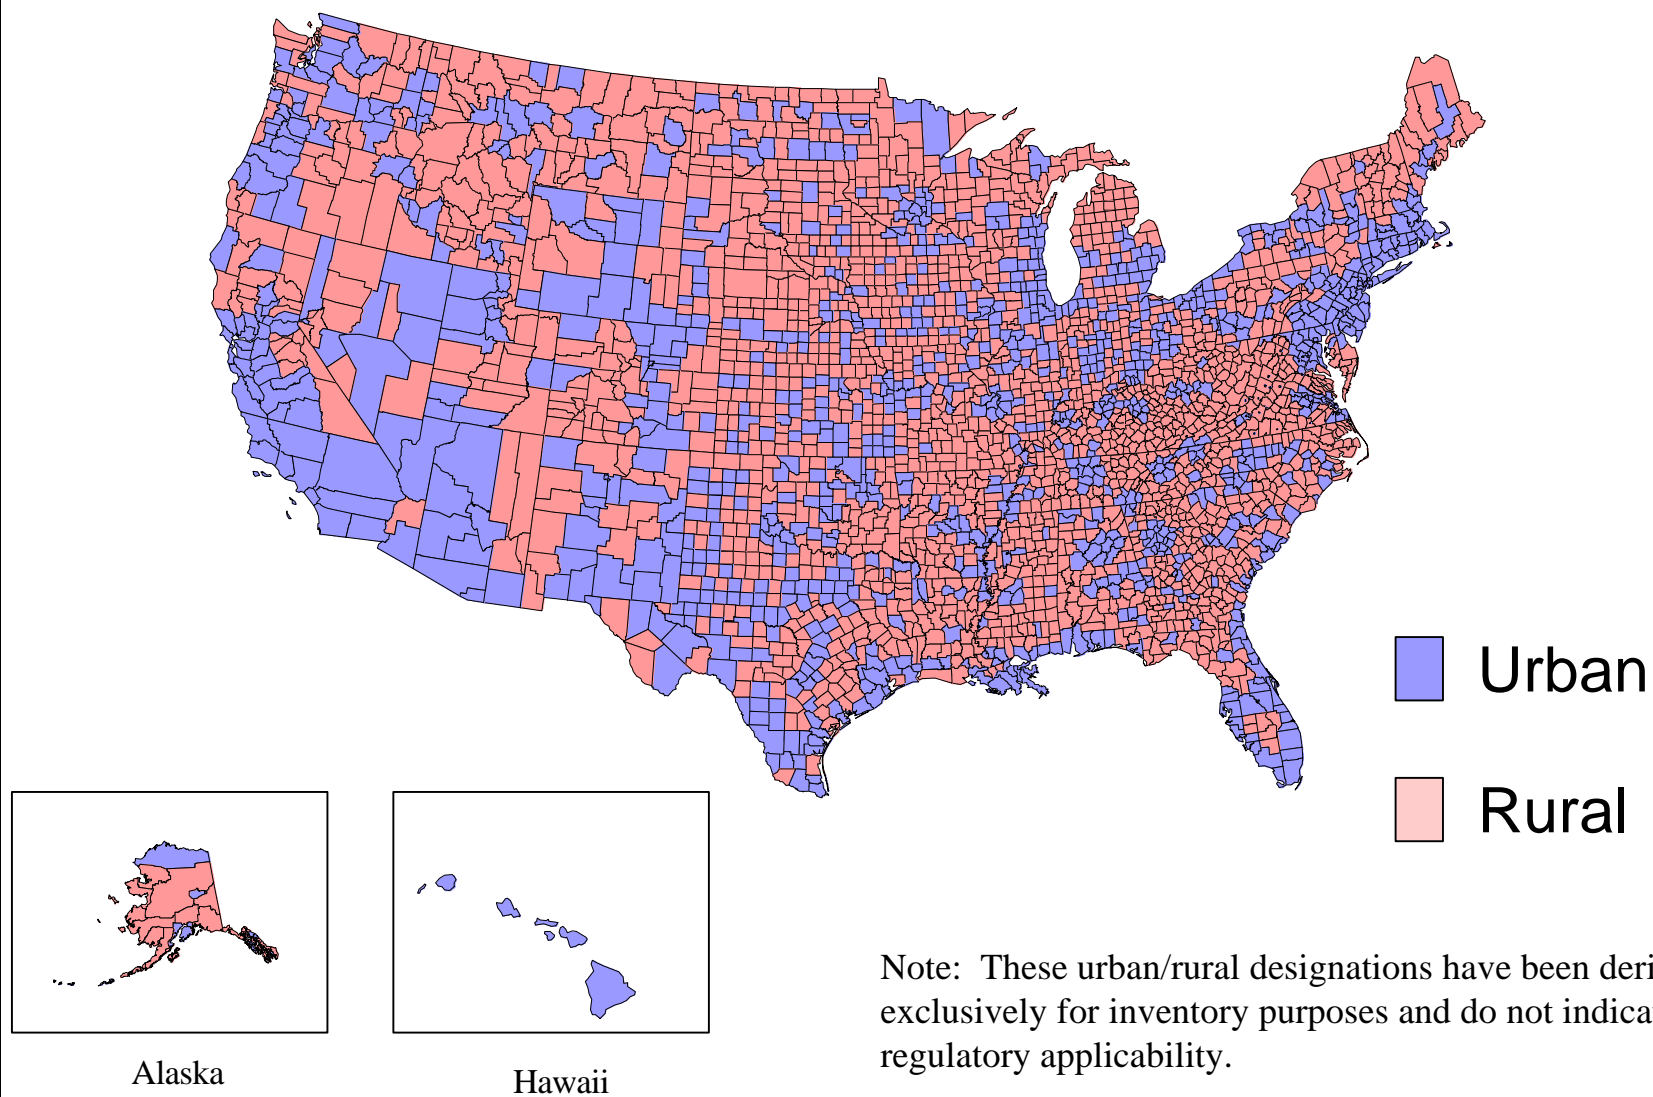 Urban
Rural
Note: These urban/rural designations have been deri
exclusively for inventory purposes and do not indica
regulatory applicability.
Alaska
Hawaii